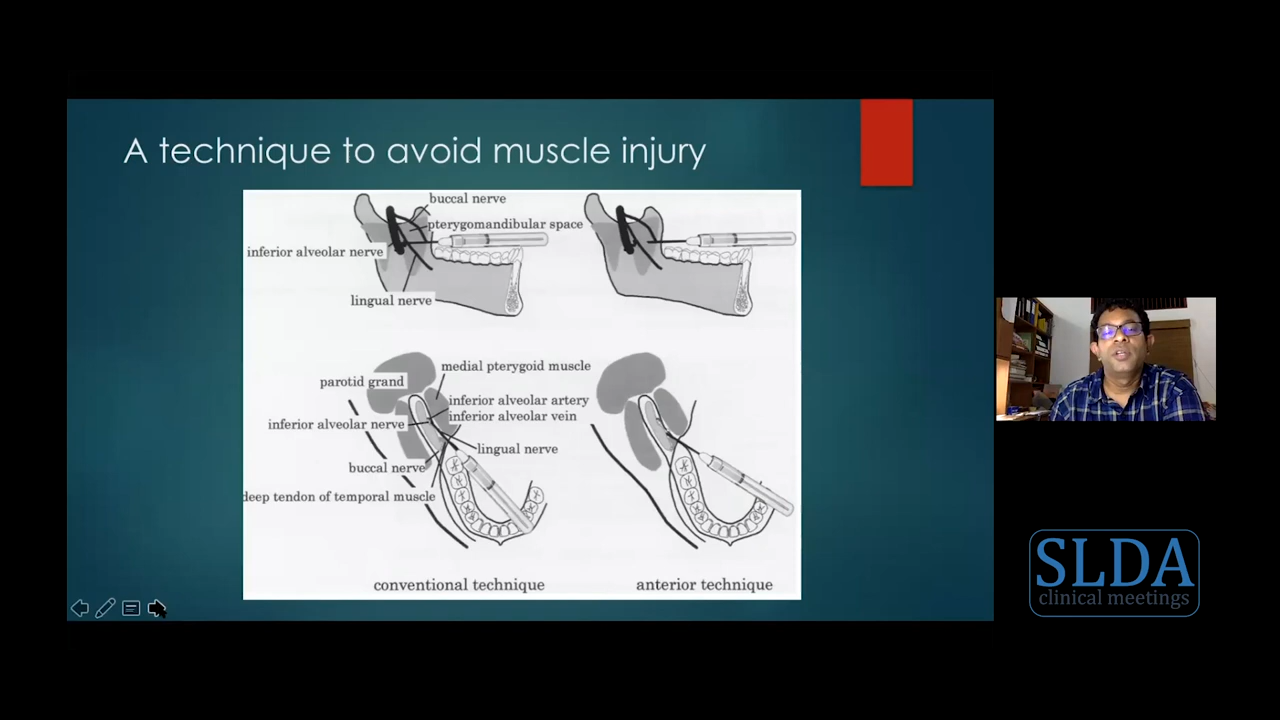 A technique to avoid muscle injury
buccal nerve
pterygomandibular space
inferior alveolar nerve
lingual nerve
medial pterygoid muscle
parotid grand
inferior alveolar artery
inferior alveolar vein
inferior alveolar nerve
lingual nerve
buccal nerve
deep tendon of temporal muscle
conventional technique
anterior technique
SLDA
clinical meetings